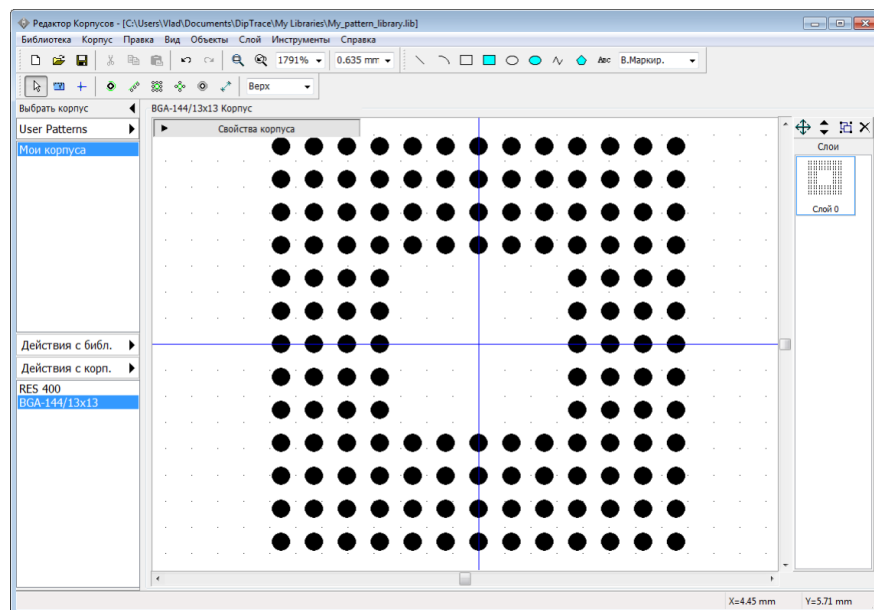 Редактор Корпусов - [C:\Users\Vlad\Documents\DipTrace\My Libraries\My_pattern_library.lib]
Библиотека Корпус Правка Вид Объекты Слой Инструменты Справка
1791% 0.635 mm Abc В.Маркир.
Верх
Выбрать корпус BGA-144/13x13 Корпус
User Patterns Свойства корпуса
Мои корпуса
Слои
Слой 0
Действия с библ.
Действия с корп.
RES 400
BGA-144/13x13
X=4.45 mm Y=5.71 mm